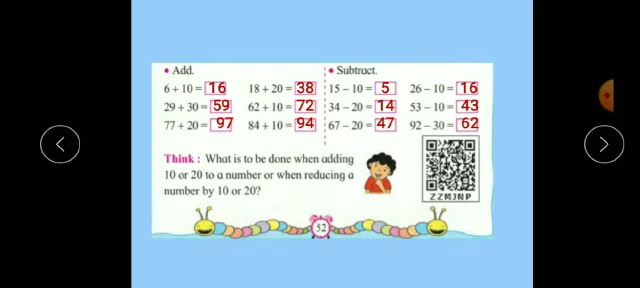 • Add.
6 + 10 = 16    18 + 20 = 38
29 + 30 = 59    62 + 10 = 72
77 + 20 = 97    84 + 10 = 94
• Subtract.
15 – 10 = 5    26 – 10 = 16
34 – 20 = 14    53 – 10 = 43
67 – 20 = 47    92 – 30 = 62
Think : What is to be done when adding
10 or 20 to a number or when reducing a
number by 10 or 20?
ZZMJNP
52